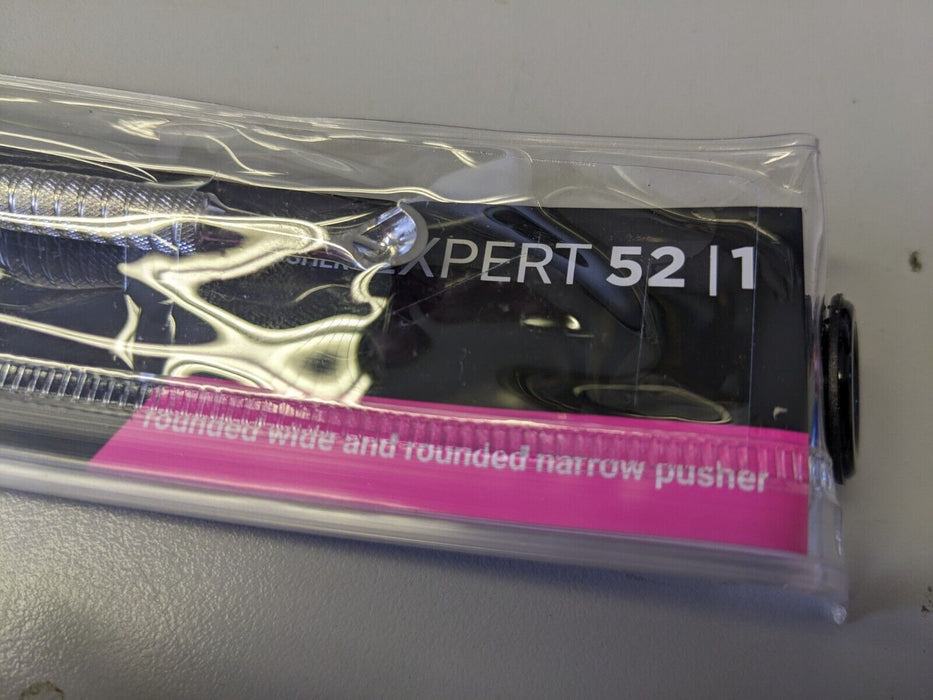 EXPERT 52 | 1
rounded wide and rounded narrow pusher